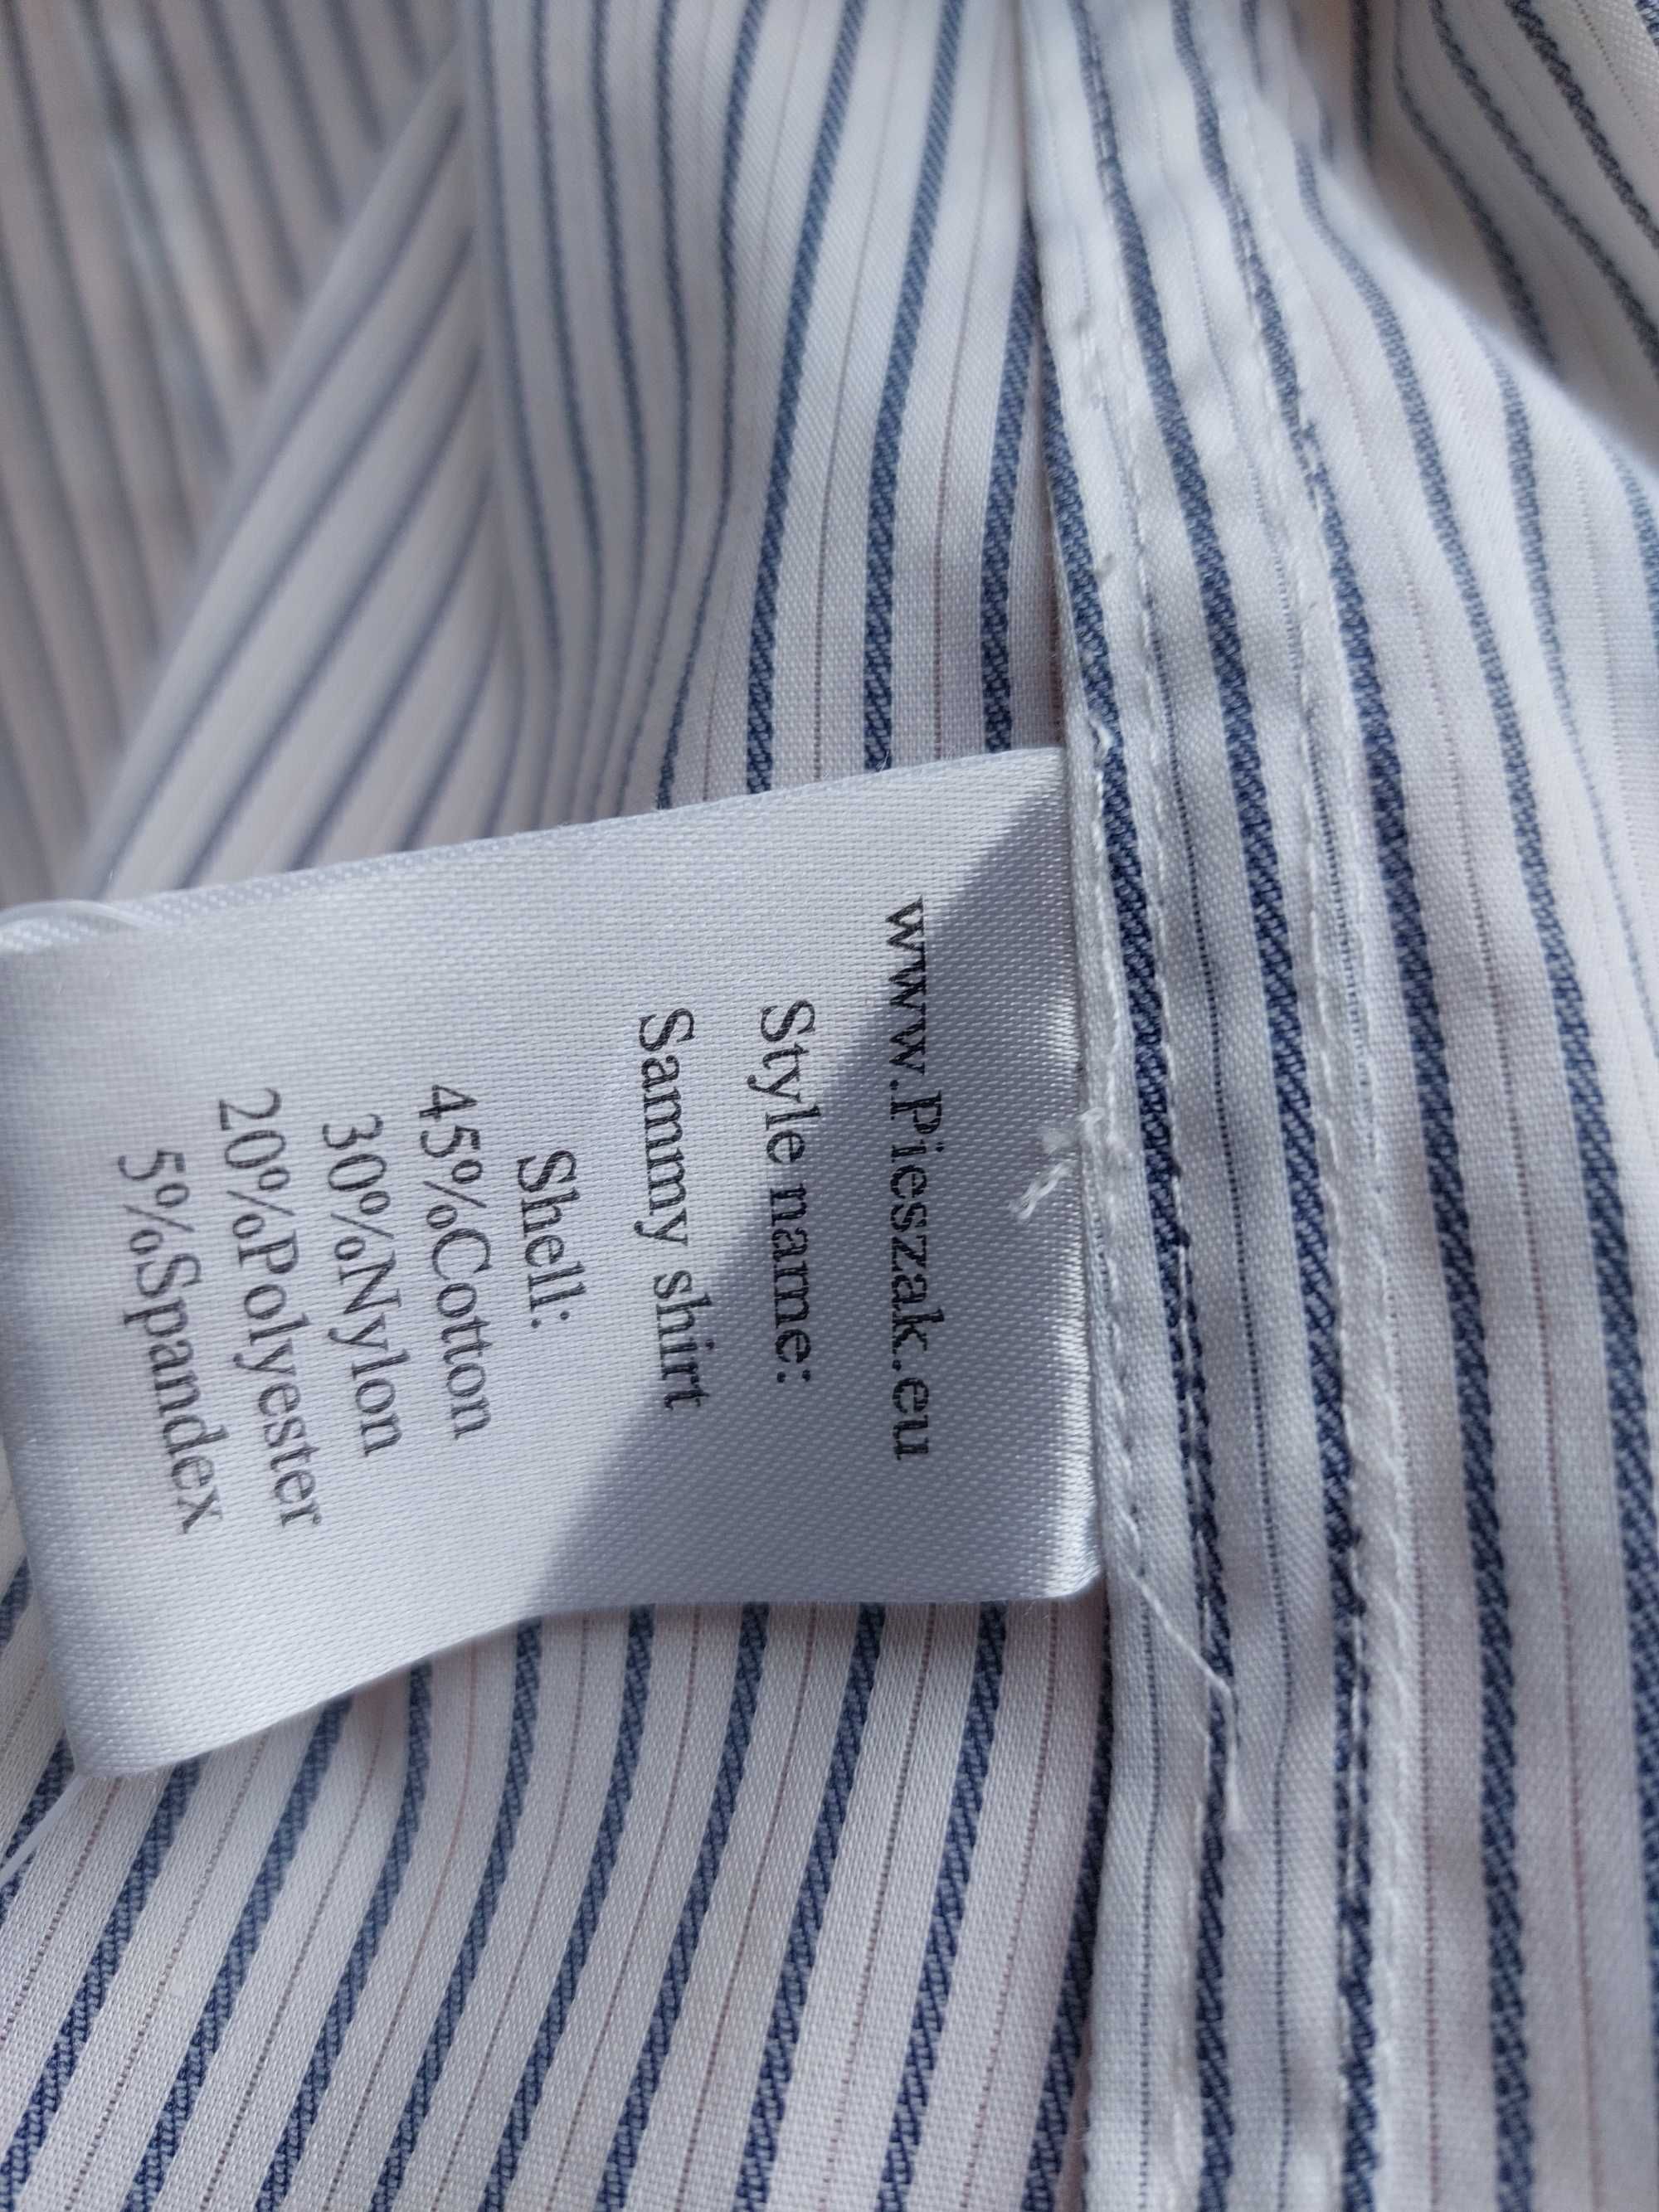 www.Pieszak.eu
Style name:
Sammy shirt
Shell:
45%Cotton
30%Nylon
20%Polyester
5%Spandex